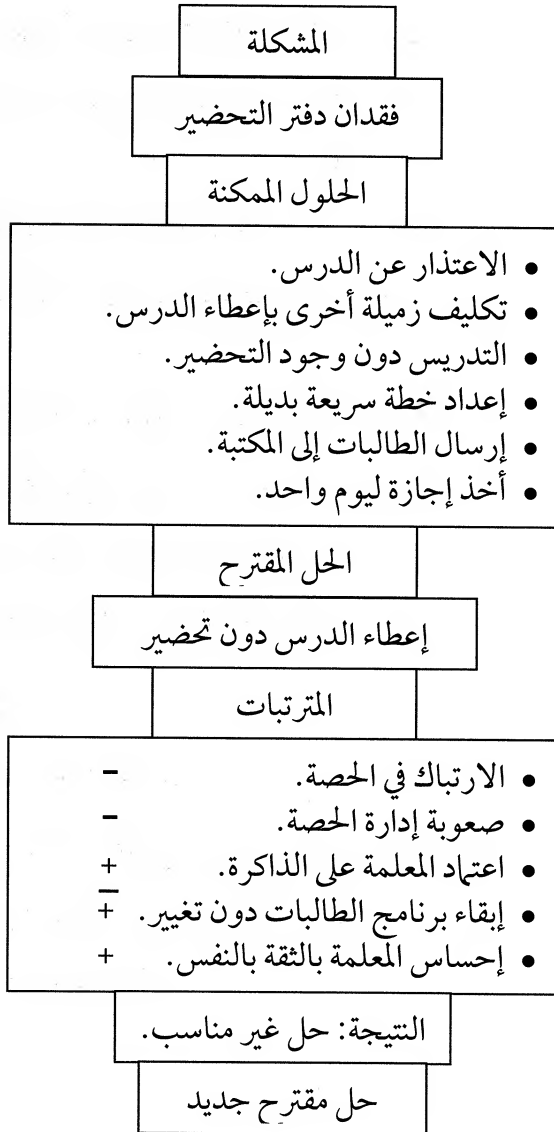 المشكلة
فقدان دفتر التحضير
الحلول الممكنة
• الاعتذار عن الدرس.
• تكليف زميلة أخرى بإعطاء الدرس.
• التدريس دون وجود التحضير.
• إعداد خطة سريعة بديلة.
• إرسال الطالبات إلى المكتبة.
• أخذ إجازة ليوم واحد.
الحل المقترح
إعطاء الدرس دون تحضير
المترتبات
• الارتباك في الحصة. −
• صعوبة إدارة الحصة. −
• اعتماد المعلمة على الذاكرة. +
−
• إبقاء برنامج الطالبات دون تغيير. +
• إحساس المعلمة بالثقة بالنفس. +
النتيجة: حل غير مناسب.
حل مقترح جديد